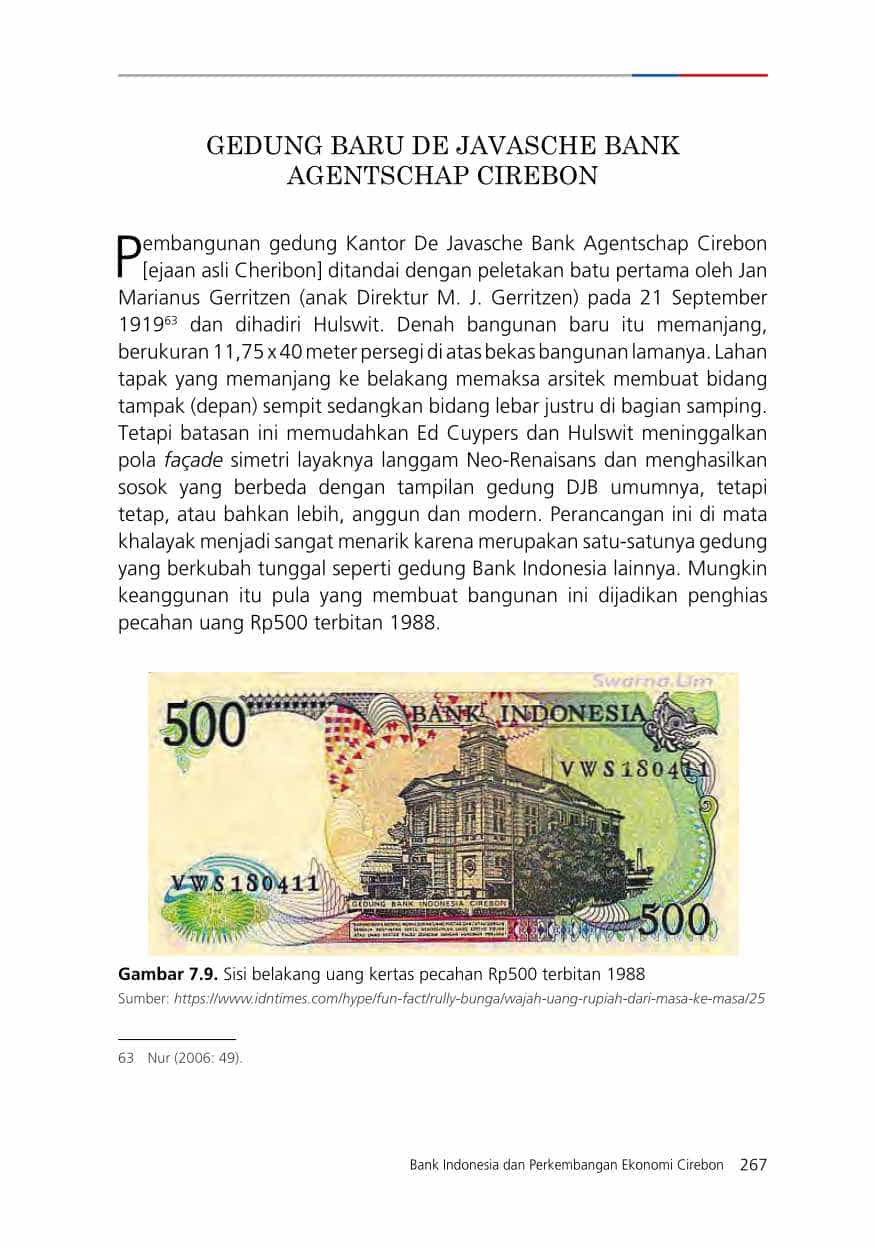 GEDUNG BARU DE JAVASCHE BANK
AGENTSCHAP CIREBON
Pembangunan gedung Kantor De Javasche Bank Agentschap Cirebon
[ejaan asli Cheribon] ditandai dengan peletakan batu pertama oleh Jan
Marianus Gerritzen (anak Direktur M. J. Gerritzen) pada 21 September
1919⁶³ dan dihadiri Hulswit. Denah bangunan baru itu memanjang,
berukuran 11,75 x 40 meter persegi di atas bekas bangunan lamanya. Lahan
tapak yang memanjang ke belakang memaksa arsitek membuat bidang
tampak (depan) sempit sedangkan bidang lebar justru di bagian samping.
Tetapi batasan ini memudahkan Ed Cuypers dan Hulswit meninggalkan
pola façade simetri layaknya langgam Neo-Renaisans dan menghasilkan
sosok yang berbeda dengan tampilan gedung DJB umumnya, tetapi
tetap, atau bahkan lebih, anggun dan modern. Perancangan ini di mata
khalayak menjadi sangat menarik karena merupakan satu-satunya gedung
yang berkubah tunggal seperti gedung Bank Indonesia lainnya. Mungkin
keanggunan itu pula yang membuat bangunan ini dijadikan penghias
pecahan uang Rp500 terbitan 1988.
Swarna.Lim
500
BANK INDONESIA
VWS180411
VWS180411
GEDUNG BANK INDONESIA CIREBON
500
Gambar 7.9. Sisi belakang uang kertas pecahan Rp500 terbitan 1988
Sumber: https://www.idntimes.com/hype/fun-fact/rully-bunga/wajah-uang-rupiah-dari-masa-ke-masa/25
63 Nur (2006: 49).
Bank Indonesia dan Perkembangan Ekonomi Cirebon 267